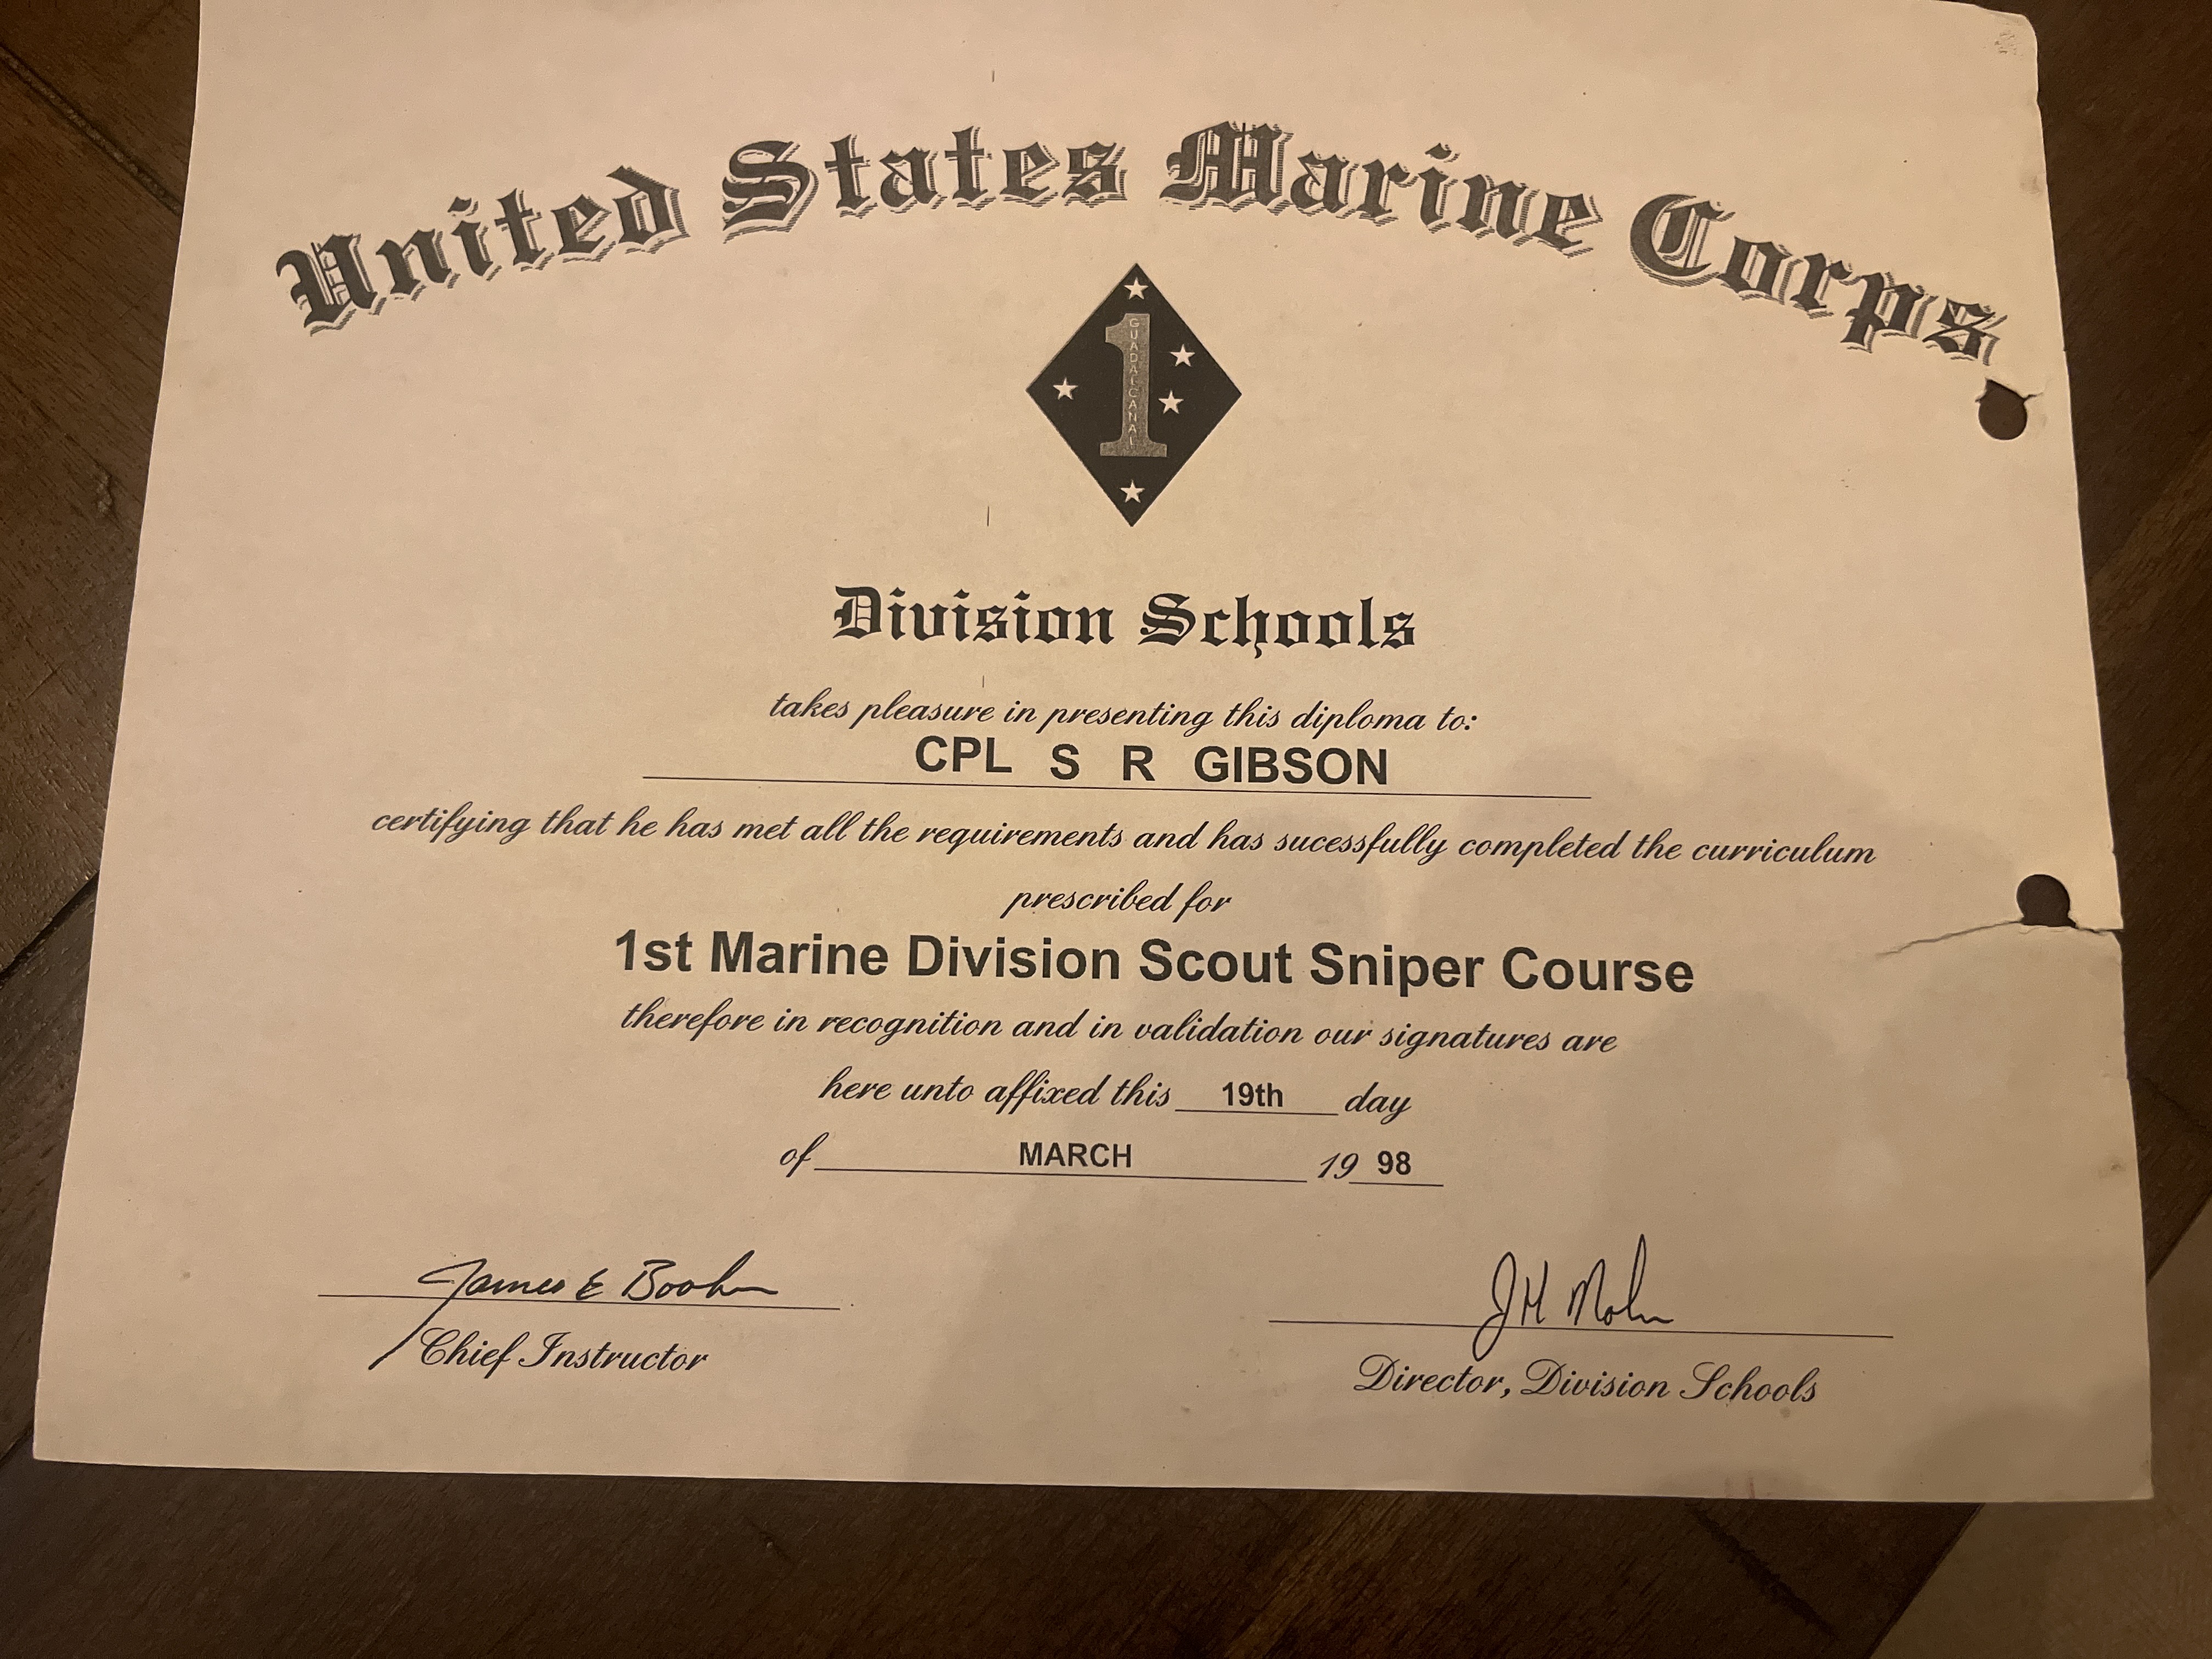 United States Marine Corps
1
GUADALCANAL
Division Schools
takes pleasure in presenting this diploma to:
CPL S R GIBSON
certifying that he has met all the requirements and has sucessfully completed the curriculum
prescribed for
1st Marine Division Scout Sniper Course
therefore in recognition and in validation our signatures are
here unto affixed this 19th day
of MARCH 19 98
James E Booh
Chief Instructor
Director, Division Schools